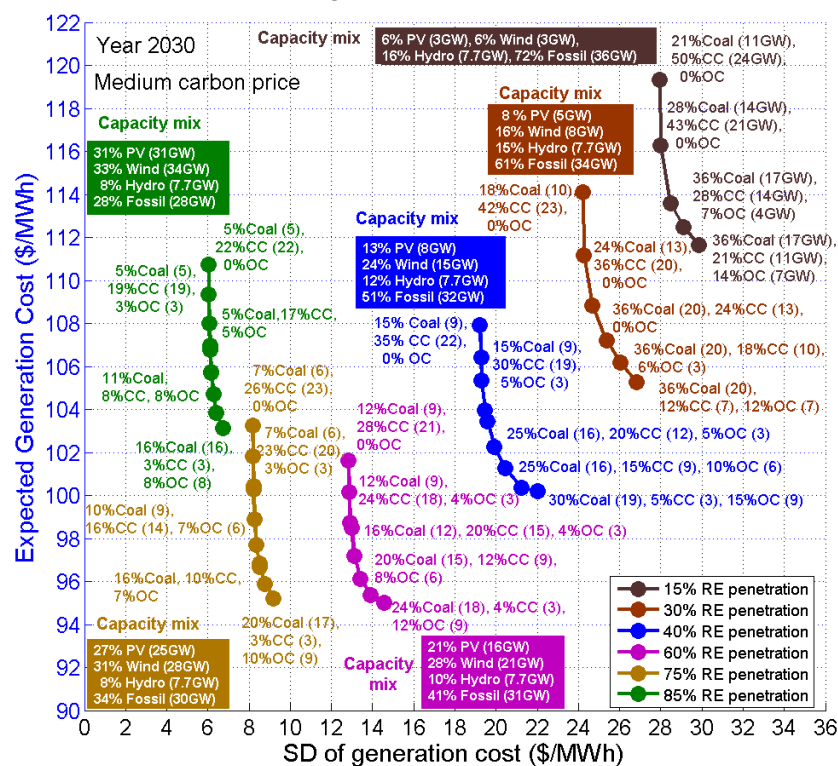 Year 2030
Medium carbon price
Capacity mix
6% PV (3GW), 6% Wind (3GW),
16% Hydro (7.7GW), 72% Fossil (36GW)
21%Coal (11GW),
50%CC (24GW),
0%OC
28%Coal (14GW),
43%CC (21GW),
0%OC
36%Coal (17GW),
28%CC (14GW),
7%OC (4GW)
36%Coal (17GW),
21%CC (11GW),
14%OC (7GW)
Capacity mix
8 % PV (5GW)
16% Wind (8GW)
15% Hydro (7.7GW)
61% Fossil (34GW)
18%Coal (10),
42%CC (23),
0%OC
24%Coal (13),
36%CC (20),
0%OC
36%Coal (20), 24%CC (13),
0%OC
36%Coal (20), 18%CC (10),
6%OC (3)
36%Coal (20),
12%CC (7), 12%OC (7)
Capacity mix
31% PV (31GW)
33% Wind (34GW)
8% Hydro (7.7GW)
28% Fossil (28GW)
5%Coal (5),
22%CC (22),
0%OC
5%Coal (5),
19%CC (19),
3%OC (3)
5%Coal,17%CC,
5%OC
11%Coal,
8%CC, 8%OC
16%Coal (16),
3%CC (3),
8%OC (8)
Capacity mix
13% PV (8GW)
24% Wind (15GW)
12% Hydro (7.7GW)
51% Fossil (32GW)
15% Coal (9),
35% CC (22),
0% OC
15%Coal (9),
30%CC (19),
5%OC (3)
25%Coal (16), 20%CC (12), 5%OC (3)
25%Coal (16), 15%CC (9), 10%OC (6)
30%Coal (19), 5%CC (3), 15%OC (9)
7%Coal (6),
26%CC (23),
0%OC
7%Coal (6),
23%CC (20),
3%OC (3)
10%Coal (9),
16%CC (14), 7%OC (6)
16%Coal, 10%CC,
7%OC
20%Coal (17),
3%CC (3),
10%OC (9)
Capacity mix
27% PV (25GW)
31% Wind (28GW)
8% Hydro (7.7GW)
34% Fossil (30GW)
12%Coal (9),
28%CC (21),
0%OC
12%Coal (9),
24%CC (18), 4%OC (3)
16%Coal (12), 20%CC (15), 4%OC (3)
20%Coal (15), 12%CC (9),
8%OC (6)
24%Coal (18), 4%CC (3),
12%OC (9)
Capacity
mix
21% PV (16GW)
28% Wind (21GW)
10% Hydro (7.7GW)
41% Fossil (31GW)
15% RE penetration
30% RE penetration
40% RE penetration
60% RE penetration
75% RE penetration
85% RE penetration
Expected Generation Cost ($/MWh)
122
120
118
116
114
112
110
108
106
104
102
100
98
96
94
92
90
0 2 4 6 8 10 12 14 16 18 20 22 24 26 28 30 32 34 36
SD of generation cost ($/MWh)